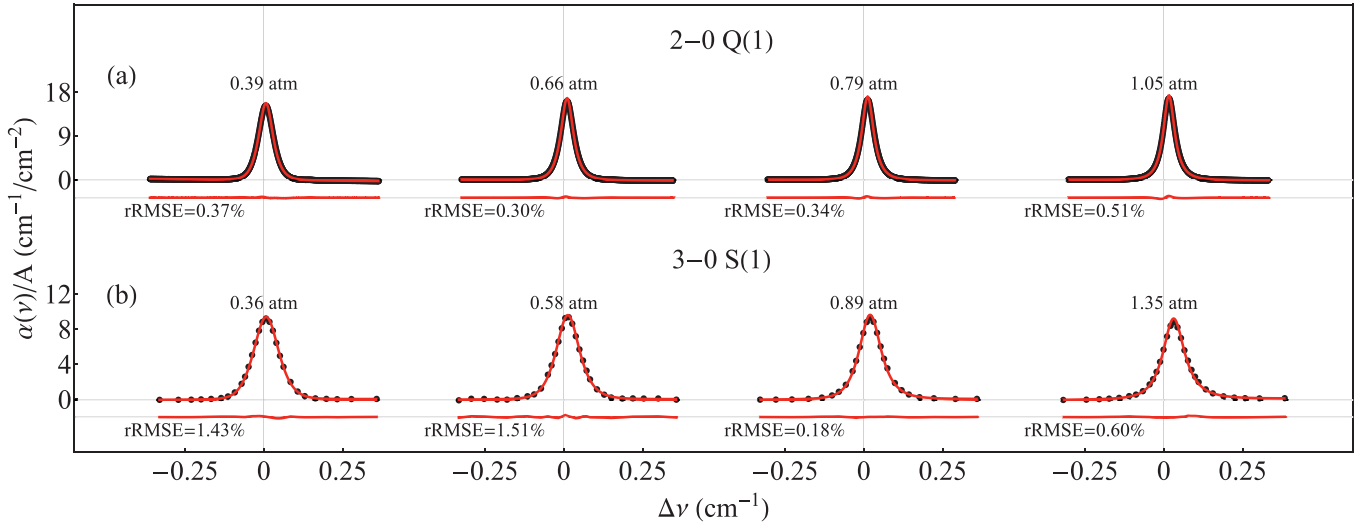 2−0 Q(1)
(a)
0.39 atm
0.66 atm
0.79 atm
1.05 atm
18
9
0
rRMSE=0.37%
rRMSE=0.30%
rRMSE=0.34%
rRMSE=0.51%
α(ν)/A (cm⁻¹/cm⁻²)
3−0 S(1)
(b)
0.36 atm
0.58 atm
0.89 atm
1.35 atm
12
8
4
0
rRMSE=1.43%
rRMSE=1.51%
rRMSE=0.18%
rRMSE=0.60%
−0.25 0 0.25 −0.25 0 0.25 −0.25 0 0.25 −0.25 0 0.25
Δν (cm⁻¹)